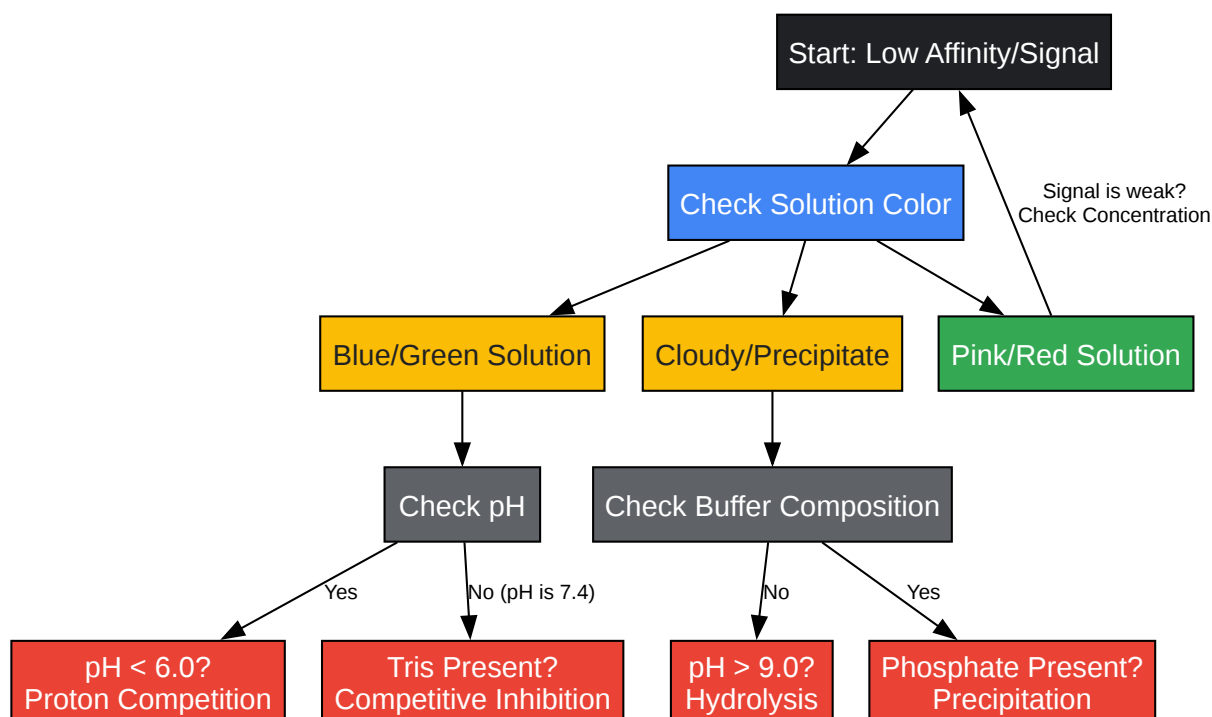 Start: Low Affinity/Signal
Check Solution Color
Signal is weak?
Check Concentration
Blue/Green Solution
Cloudy/Precipitate
Pink/Red Solution
Check pH
Check Buffer Composition
Yes
No (pH is 7.4)
No
Yes
pH < 6.0?
Proton Competition
Tris Present?
Competitive Inhibition
pH > 9.0?
Hydrolysis
Phosphate Present?
Precipitation